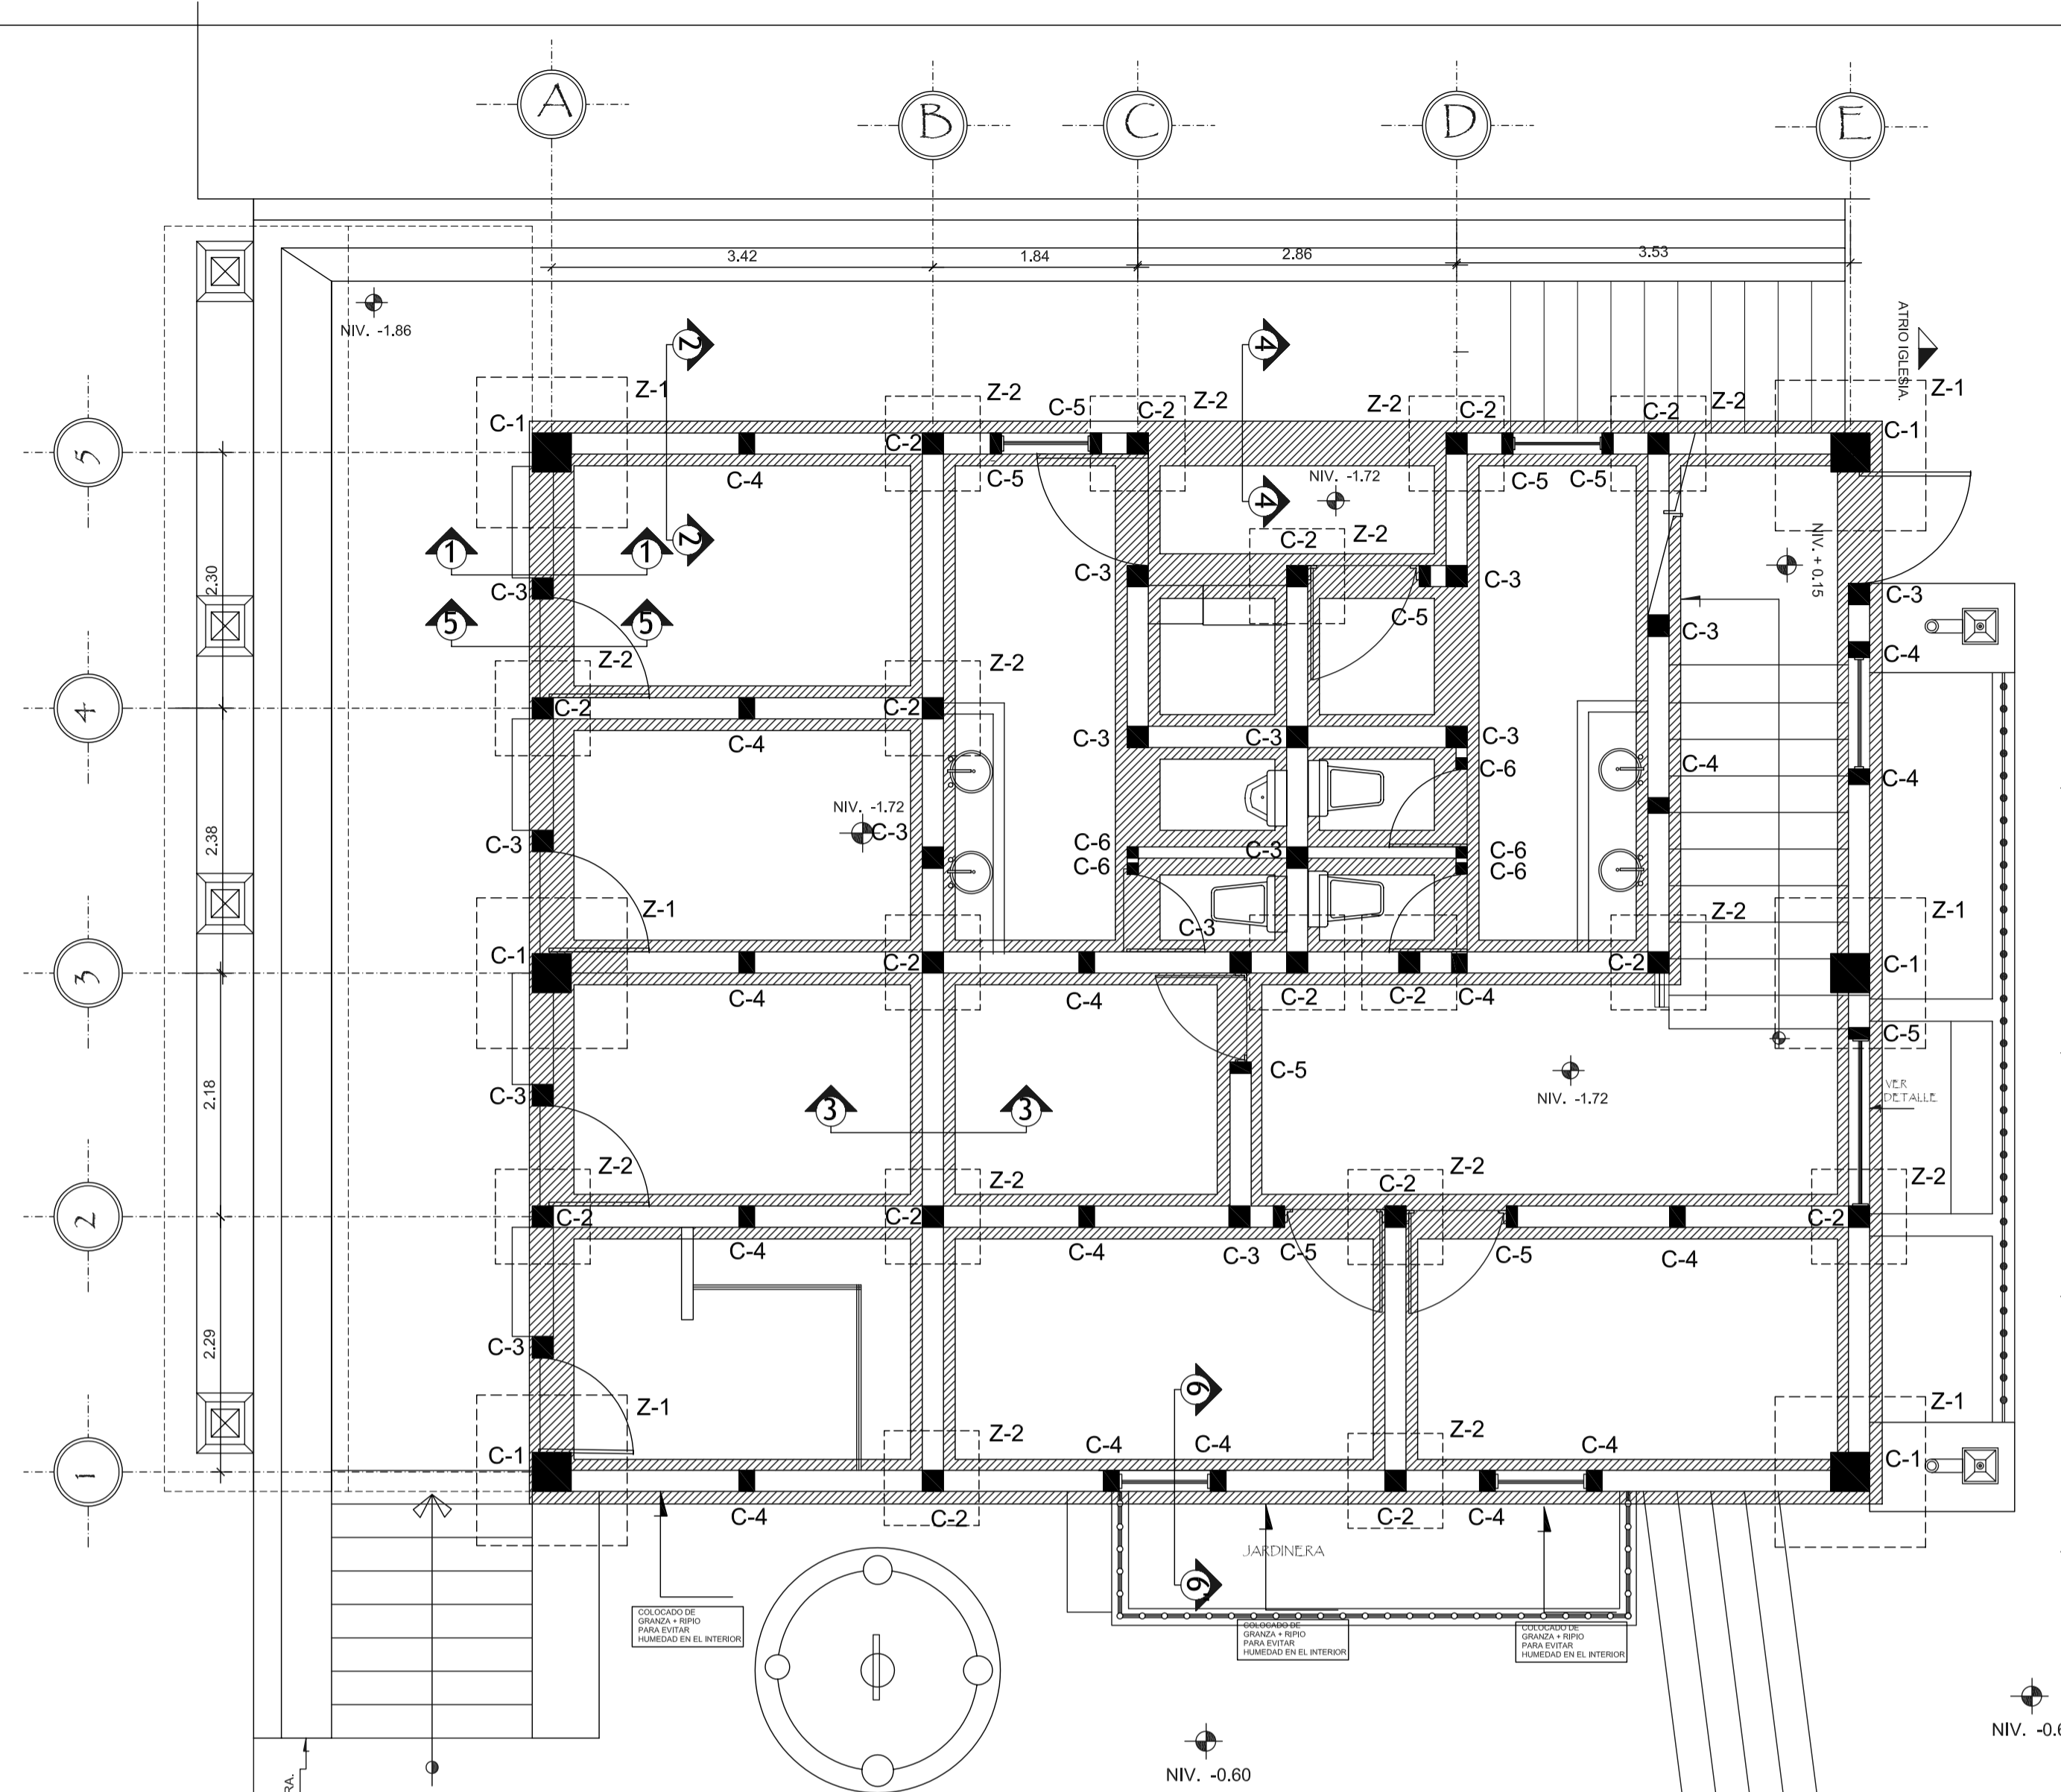 A
B
C
D
E
3.42
1.84
2.86
3.53
NIV. -1.86
ATRIO IGLESIA.
2
4
Z-1
Z-2
C-5
C-2
Z-2
Z-2
C-2
C-2
Z-2
Z-1
C-1
C-2
C-1
5
C-4
C-5
NIV. -1.72
C-5
C-5
4
2
1
1
C-2
Z-2
NIV. + 0.15
2.30
C-3
C-3
C-3
C-3
5
5
C-5
C-3
Z-2
Z-2
C-4
4
C-2
C-2
C-4
C-3
C-3
C-3
C-6
C-4
C-4
NIV. -1.72
2.38
C-3
C-3
C-6
C-3
C-6
C-6
C-6
Z-1
C-3
Z-2
Z-1
3
C-1
C-2
C-2
C-1
C-4
C-4
C-2
C-2
C-4
C-5
C-5
2.18
C-3
3
3
NIV. -1.72
VER
DETALLE
Z-2
Z-2
Z-2
Z-2
C-2
2
C-2
C-2
C-2
C-4
C-4
C-3
C-5
C-5
C-4
2.29
C-3
6
Z-1
Z-2
Z-2
Z-1
C-4
C-4
C-4
C-1
C-1
1
C-4
C-2
C-2
C-4
JARDINERA
6
COLOCADO DE
GRANZA + RIPIO
PARA EVITAR
HUMEDAD EN EL INTERIOR
COLOCADO DE
GRANZA + RIPIO
PARA EVITAR
HUMEDAD EN EL INTERIOR
COLOCADO DE
GRANZA + RIPIO
PARA EVITAR
HUMEDAD EN EL INTERIOR
NIV. -0.60